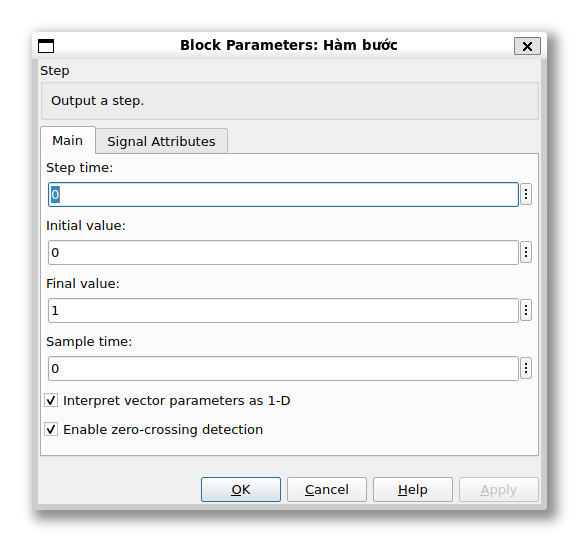 Block Parameters: Hàm bước
Step
Output a step.
Main Signal Attributes
Step time:
0
Initial value:
0
Final value:
1
Sample time:
0
Interpret vector parameters as 1-D
Enable zero-crossing detection
OK Cancel Help Apply